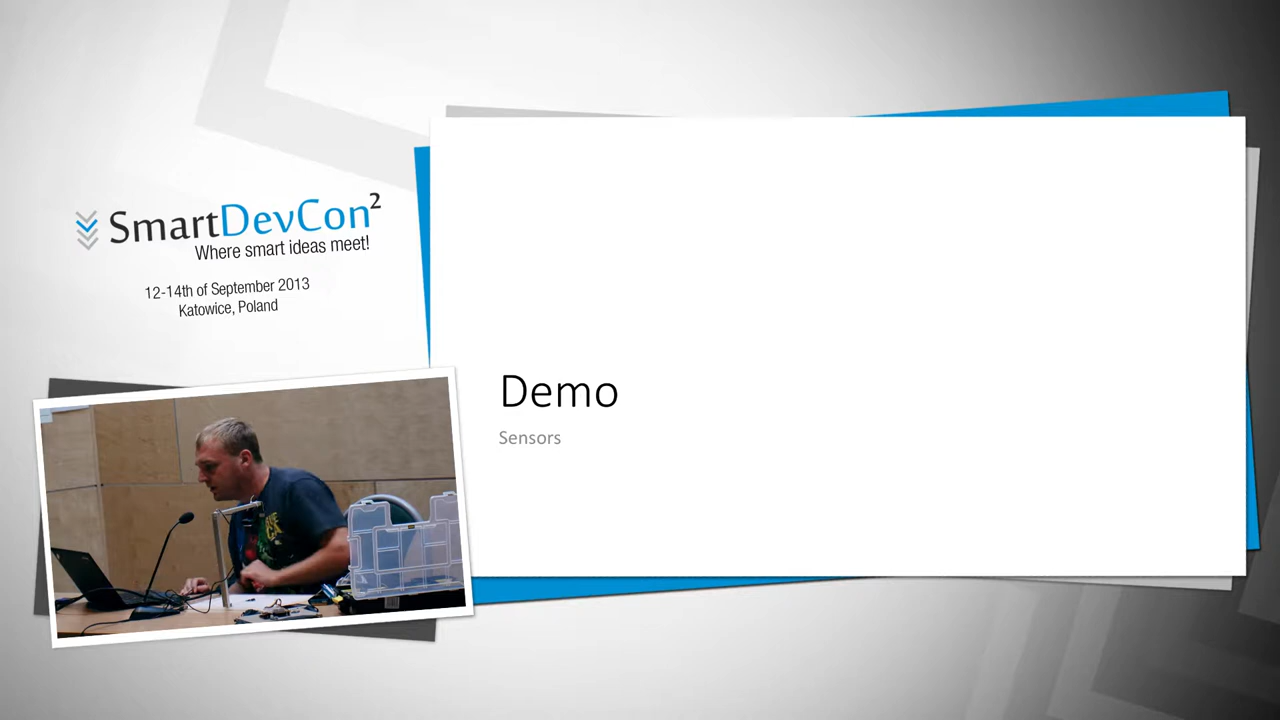 SmartDevCon²
Where smart ideas meet!
12-14th of September 2013
Katowice, Poland
Demo
Sensors